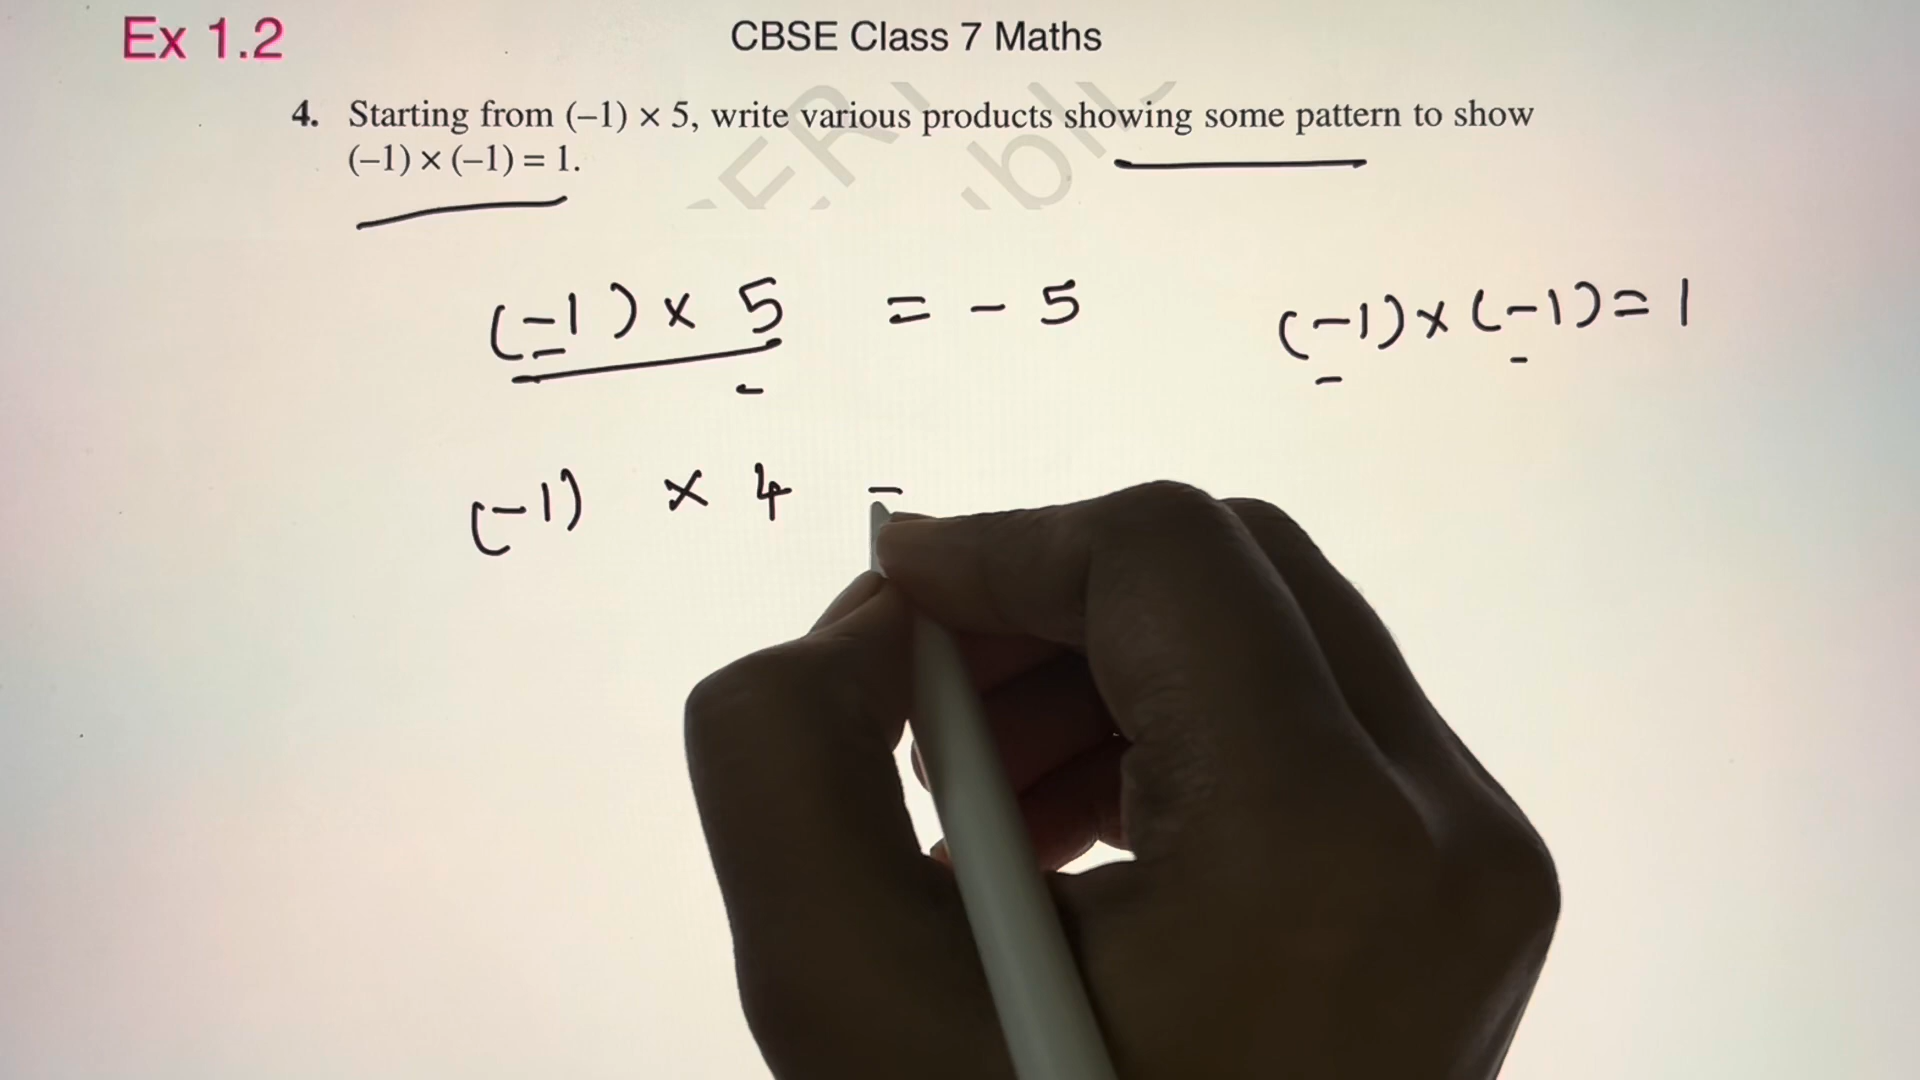 Ex 1.2
CBSE Class 7 Maths
4. Starting from (–1) × 5, write various products showing some pattern to show
(–1) × (–1) = 1.
(-1) × 5 = - 5
(-1) × (-1) = 1
(-1) × 4 -